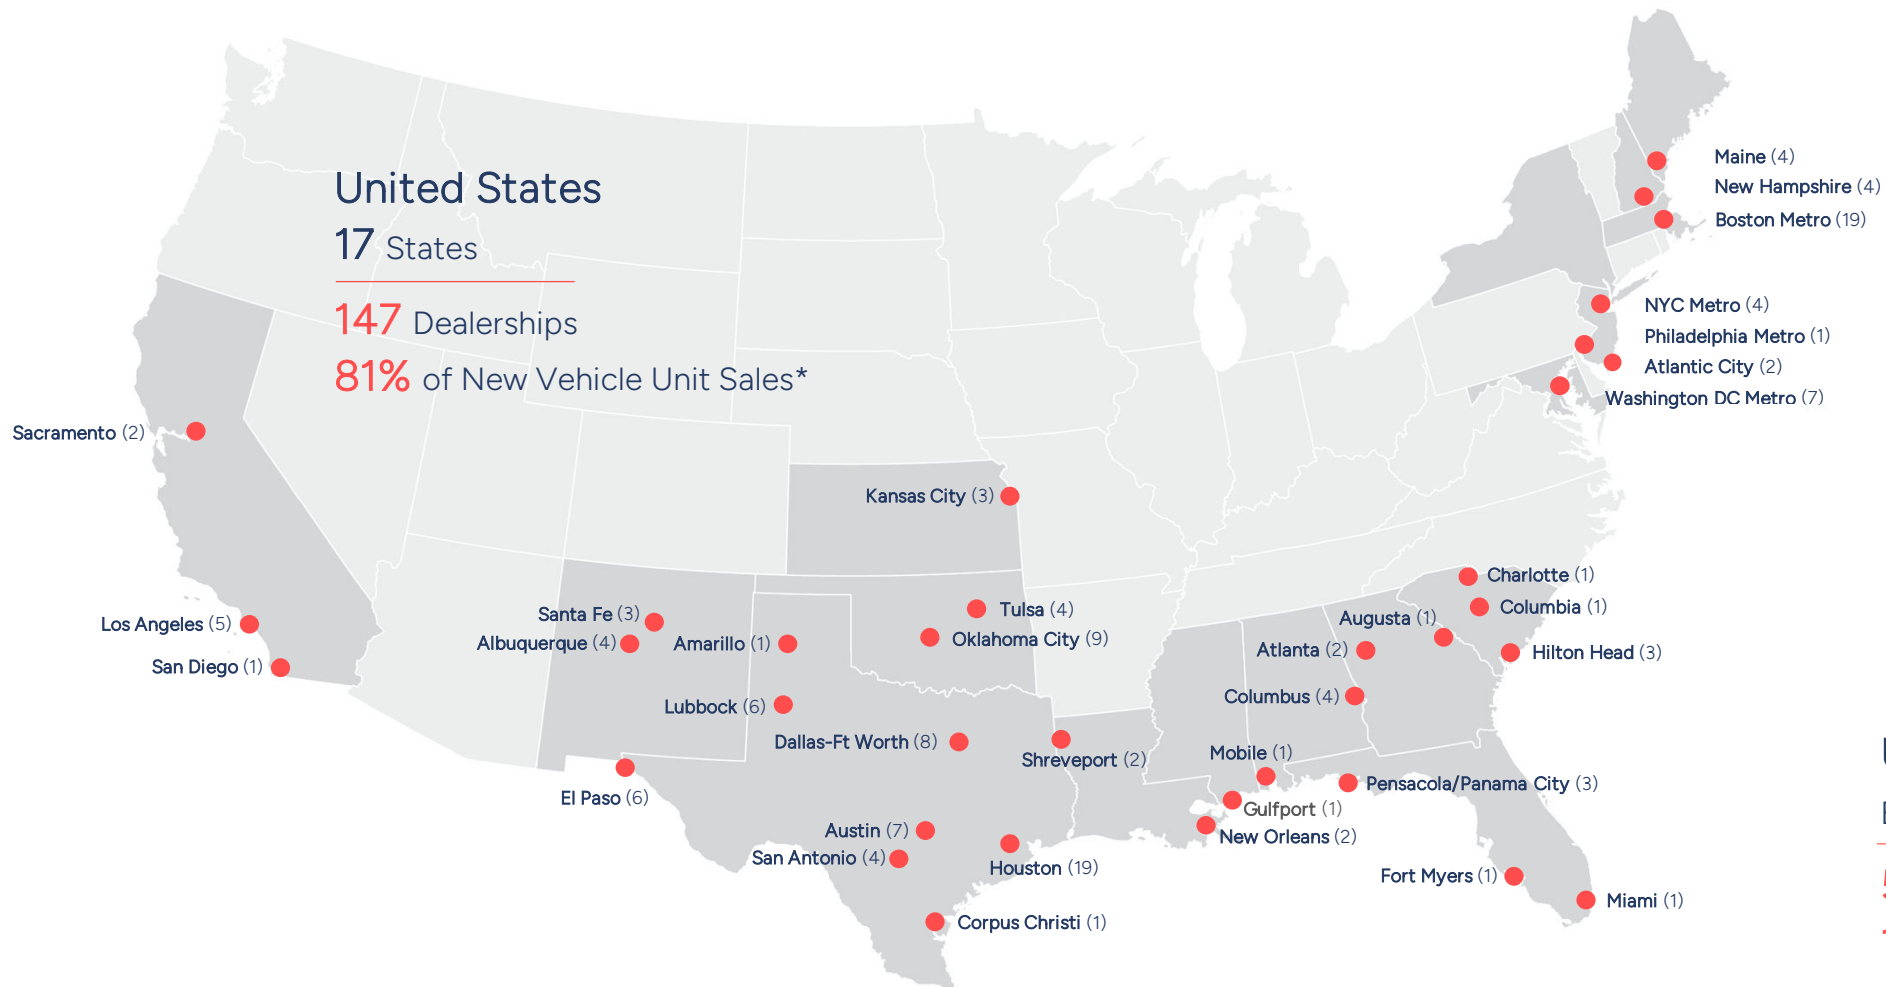 United States
17 States
147 Dealerships
81% of New Vehicle Unit Sales*
Maine (4)
New Hampshire (4)
Boston Metro (19)
NYC Metro (4)
Philadelphia Metro (1)
Atlantic City (2)
Washington DC Metro (7)
Sacramento (2)
Kansas City (3)
Charlotte (1)
Santa Fe (3)
Tulsa (4)
Columbia (1)
Los Angeles (5)
Augusta (1)
Albuquerque (4)
Amarillo (1)
Oklahoma City (9)
Atlanta (2)
Hilton Head (3)
San Diego (1)
Columbus (4)
Lubbock (6)
Dallas-Ft Worth (8)
Shreveport (2)
Mobile (1)
Pensacola/Panama City (3)
El Paso (6)
Gulfport (1)
Austin (7)
New Orleans (2)
San Antonio (4)
Houston (19)
Fort Myers (1)
Miami (1)
Corpus Christi (1)